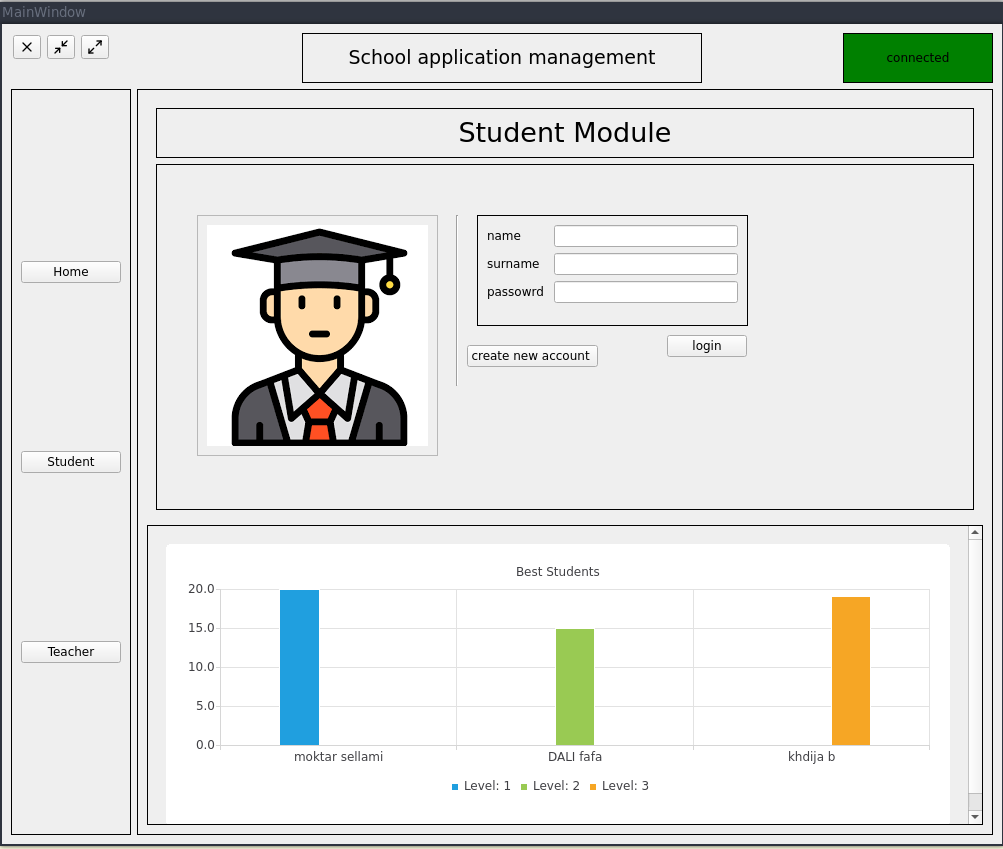 MainWindow
School application management
connected
Student Module
Home
Student
Teacher
name
surname
passowrd
login
create new account
Best Students
20.0
15.0
10.0
5.0
0.0
moktar sellami DALI fafa khdija b
Level: 1 Level: 2 Level: 3